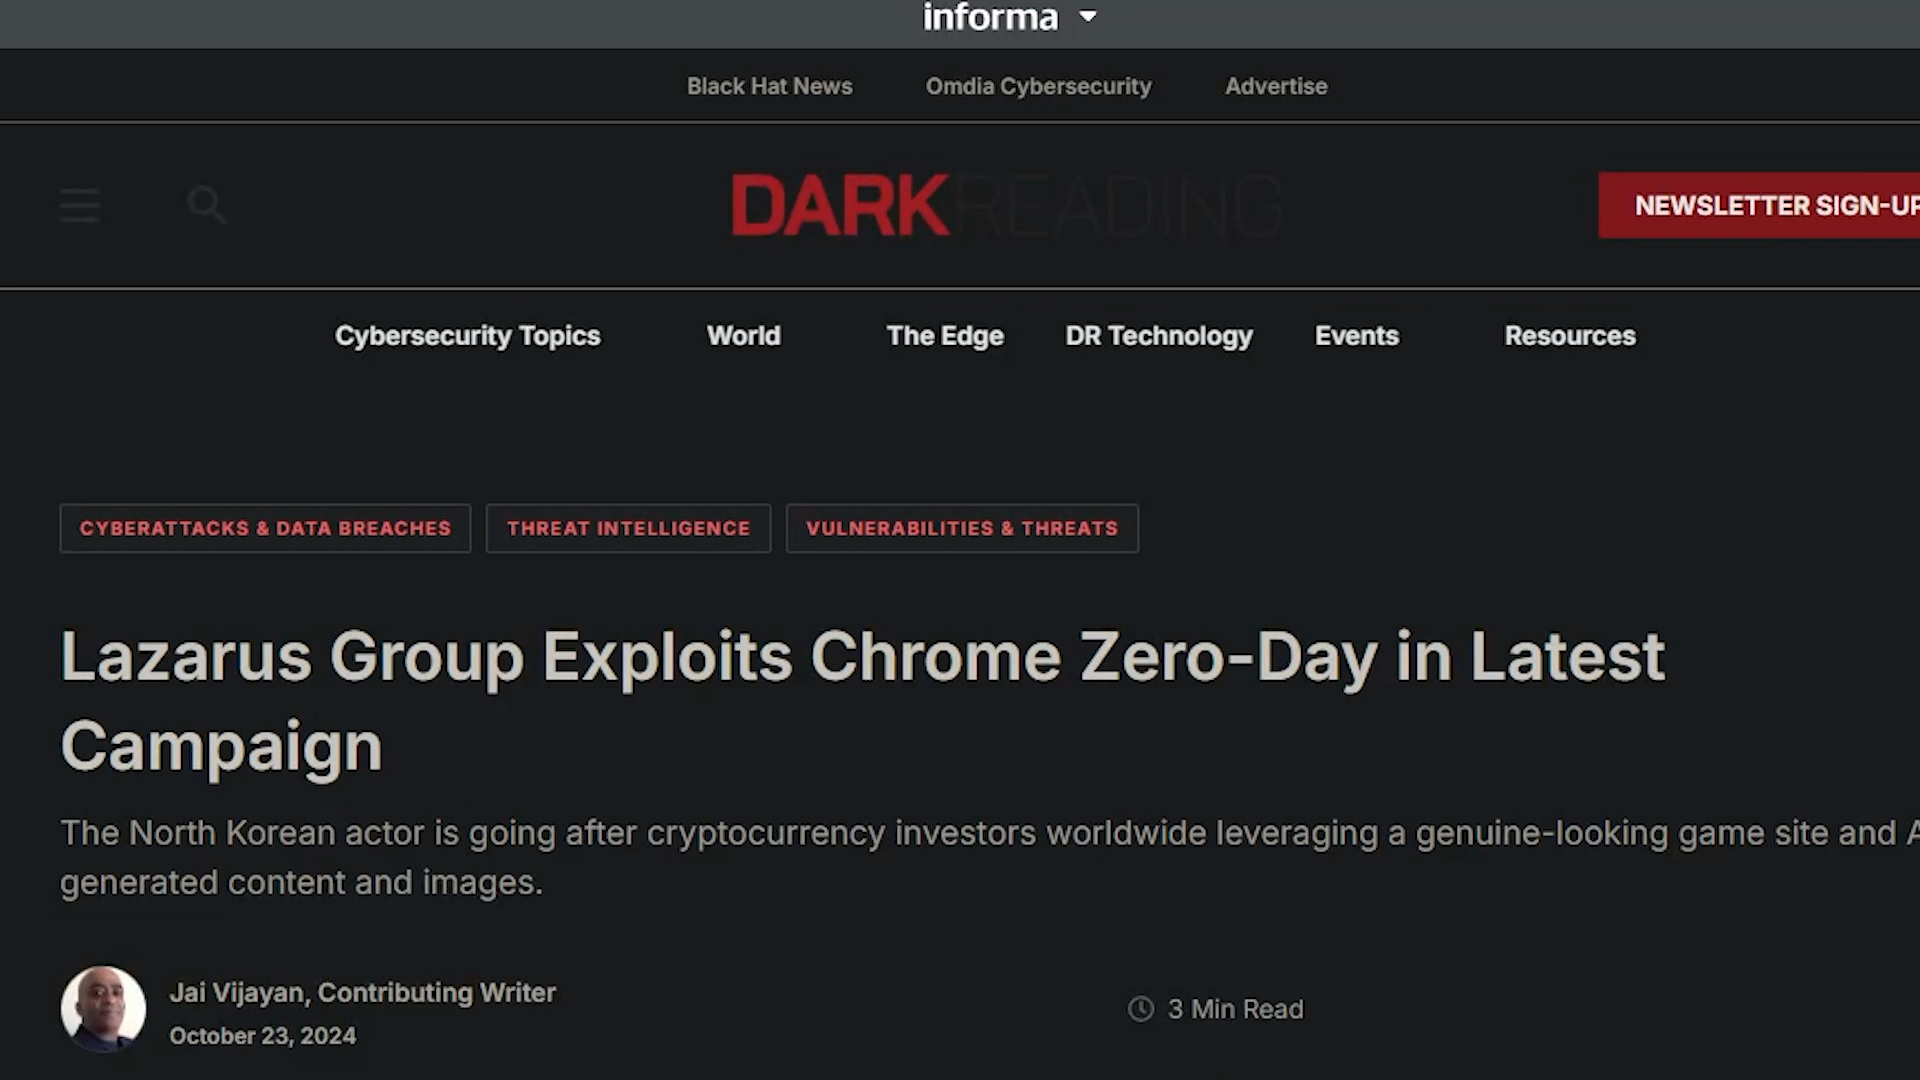 informa
Black Hat News Omdia Cybersecurity Advertise
DARKREADING
NEWSLETTER SIGN-UP
Cybersecurity Topics World The Edge DR Technology Events Resources
CYBERATTACKS & DATA BREACHES THREAT INTELLIGENCE VULNERABILITIES & THREATS
Lazarus Group Exploits Chrome Zero-Day in Latest
Campaign
The North Korean actor is going after cryptocurrency investors worldwide leveraging a genuine-looking game site and
generated content and images.
Jai Vijayan, Contributing Writer
October 23, 2024
3 Min Read